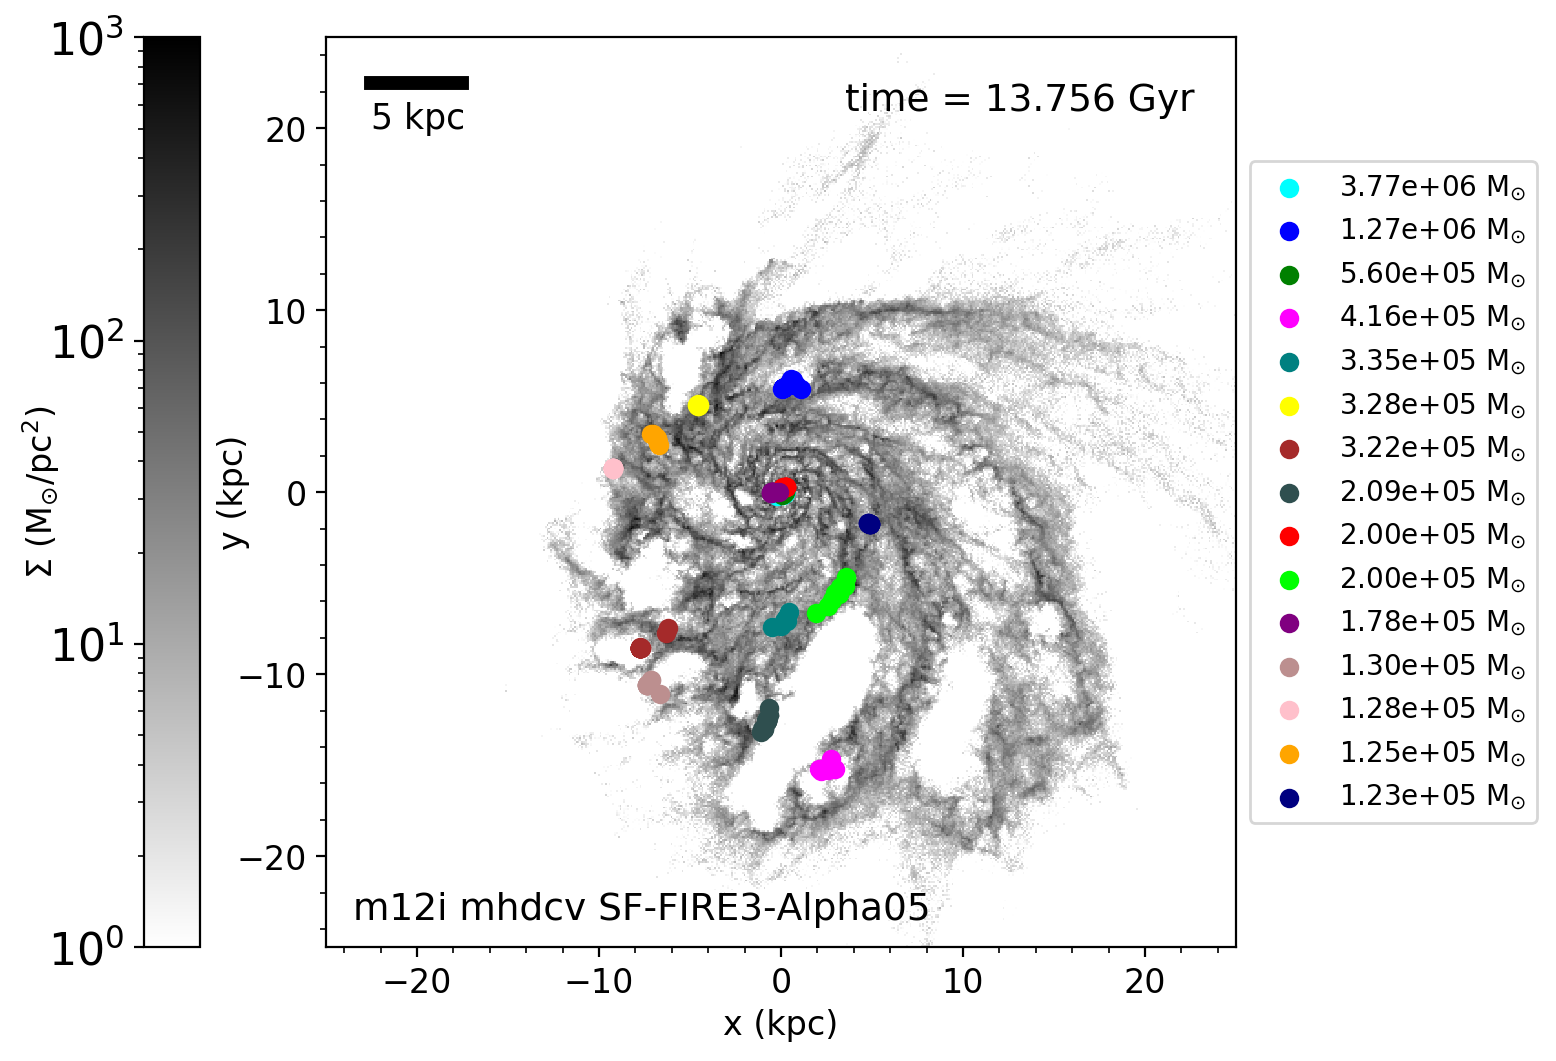 10³
10²
10¹
10⁰
Σ (M⊙/pc²)
y (kpc)
20
10
0
−10
−20
5 kpc
time = 13.756 Gyr
m12i mhdcv SF-FIRE3-Alpha05
−20 −10 0 10 20
x (kpc)
3.77e+06 M⊙
1.27e+06 M⊙
5.60e+05 M⊙
4.16e+05 M⊙
3.35e+05 M⊙
3.28e+05 M⊙
3.22e+05 M⊙
2.09e+05 M⊙
2.00e+05 M⊙
2.00e+05 M⊙
1.78e+05 M⊙
1.30e+05 M⊙
1.28e+05 M⊙
1.25e+05 M⊙
1.23e+05 M⊙